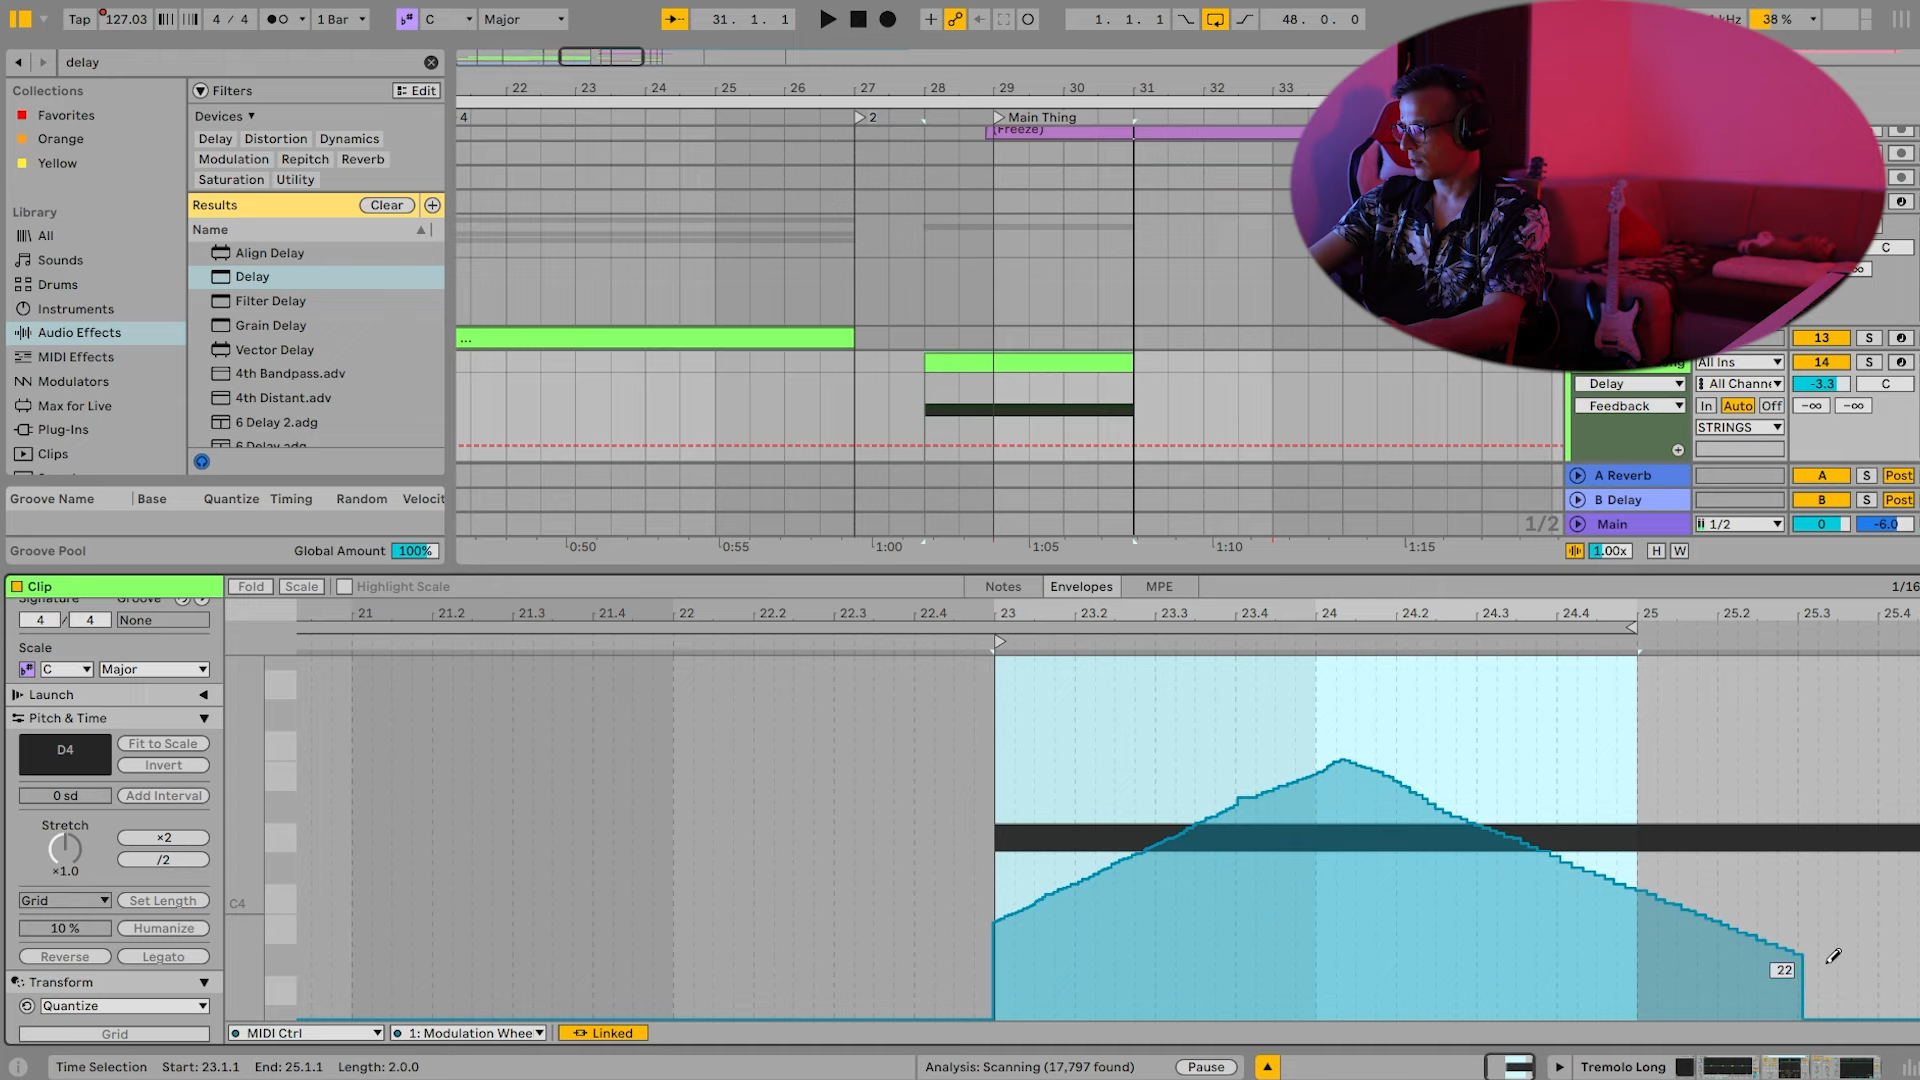 Tap 127.03 4 / 4 1 Bar C Major 31. 1. 1 1. 1. 1 48. 0. 0 kHz 38 %
delay
Collections
Favorites
Orange
Yellow
Library
All
Sounds
Drums
Instruments
Audio Effects
MIDI Effects
Modulators
Max for Live
Plug-Ins
Clips
Filters Edit
Devices
Delay Distortion Dynamics
Modulation Repitch Reverb
Saturation Utility
Results Clear
Name
Align Delay
Delay
Filter Delay
Grain Delay
Vector Delay
4th Bandpass.adv
4th Distant.adv
6 Delay 2.adg
6 Delay.adg
Groove Name Base Quantize Timing Random Velocit
Groove Pool Global Amount 100%
22 23 24 25 26 27 28 29 30 31 32 33
4 2 Main Thing
(Freeze)
...
1/2
0:50 0:55 1:00 1:05 1:10 1:15
C
13 S
All Ins 14 S
Delay All Channe -3.3 C
Feedback In Auto Off -∞ -∞
STRINGS
A Reverb A S Post
B Delay B S Post
Main 1/2 0 -6.0
1.00x H W
Clip
Signature Groove
4 / 4 None
Scale
C Major
Launch
Pitch & Time
D4 Fit to Scale
Invert
0 sd Add Interval
Stretch
×2
/2
×1.0
Grid Set Length
10 % Humanize
Reverse Legato
Transform
Quantize
Grid
Fold Scale Highlight Scale Notes Envelopes MPE 1/16
21 21.2 21.3 21.4 22 22.2 22.3 22.4 23 23.2 23.3 23.4 24 24.2 24.3 24.4 25 25.2 25.3 25.4
C4
22
MIDI Ctrl 1: Modulation Whee Linked
Time Selection Start: 23.1.1 End: 25.1.1 Length: 2.0.0 Analysis: Scanning (17,797 found) Pause Tremolo Long